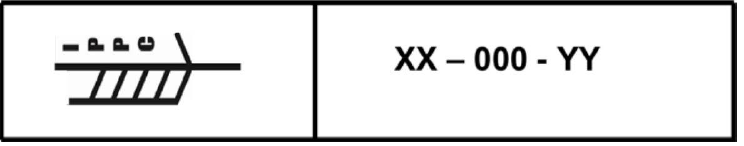 IPPC
XX – 000 - YY